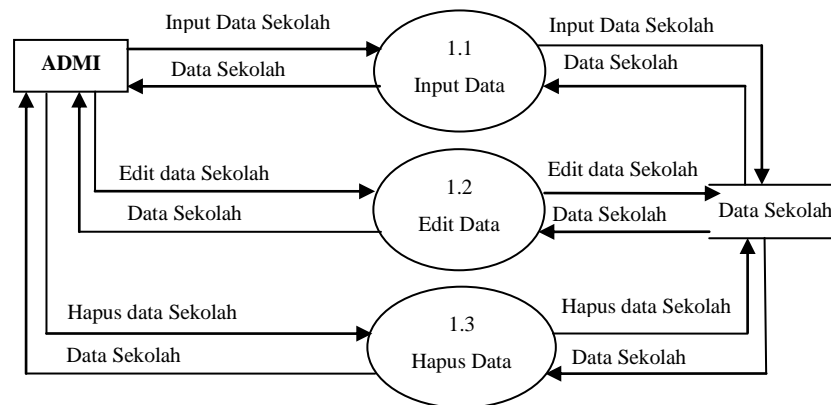 Input Data Sekolah
1.1
Input Data Sekolah
ADMI
Data Sekolah
Input Data
Data Sekolah
Edit data Sekolah
1.2
Edit data Sekolah
Data Sekolah
Edit Data
Data Sekolah
Data Sekolah
Hapus data Sekolah
1.3
Hapus data Sekolah
Data Sekolah
Hapus Data
Data Sekolah